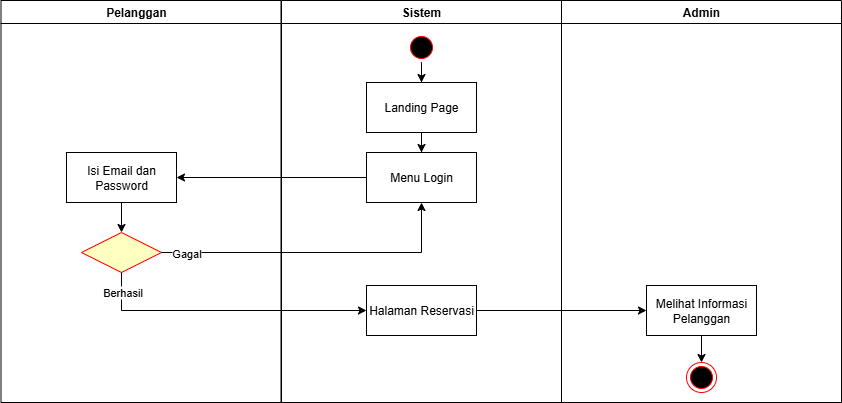 Pelanggan
Sistem
Admin
Landing Page
Isi Email dan
Password
Menu Login
Gagal
Berhasil
Halaman Reservasi
Melihat Informasi
Pelanggan